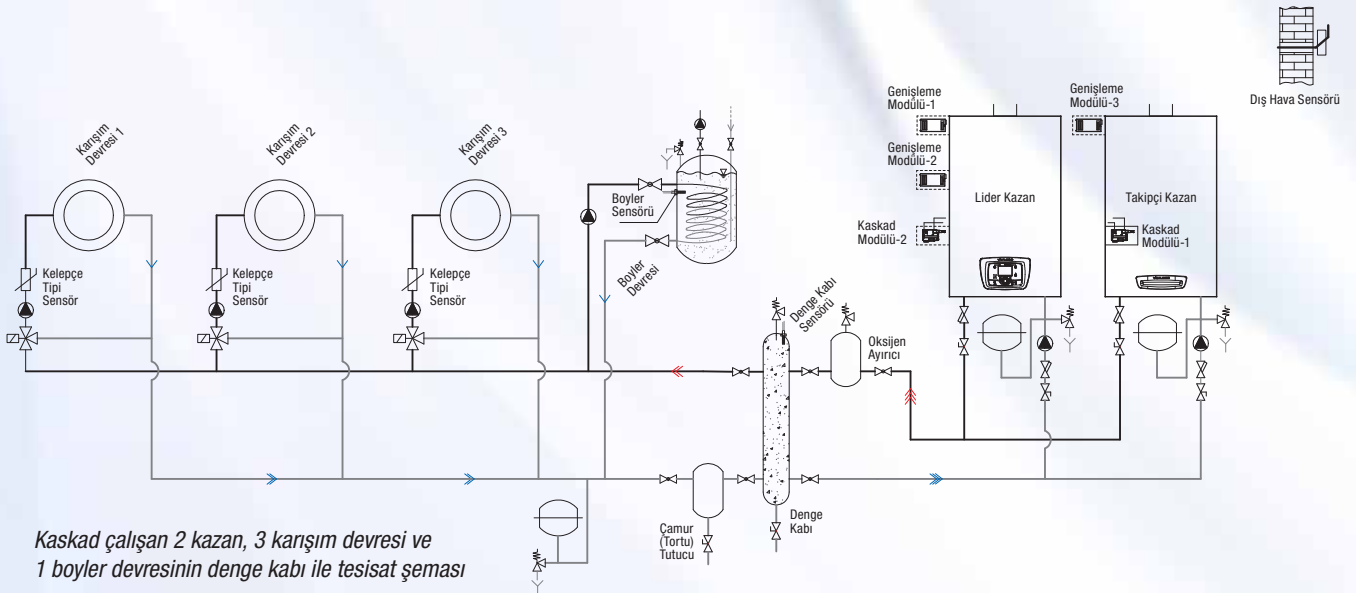 Karışım
Devresi 1
Karışım
Devresi 2
Karışım
Devresi 3
Kelepçe
Tipi
Sensör
Kelepçe
Tipi
Sensör
Kelepçe
Tipi
Sensör
Boyler
Sensörü
Boyler
Devresi
Denge Kabı
Sensörü
Oksijen
Ayırıcı
Çamur
(Tortu)
Tutucu
Denge
Kabı
Genişleme
Modülü-1
Genişleme
Modülü-2
Kaskad
Modülü-2
Lider Kazan
Genişleme
Modülü-3
Takipçi Kazan
Kaskad
Modülü-1
Dış Hava Sensörü
Kaskad çalışan 2 kazan, 3 karışım devresi ve
1 boyler devresinin denge kabı ile tesisat şeması